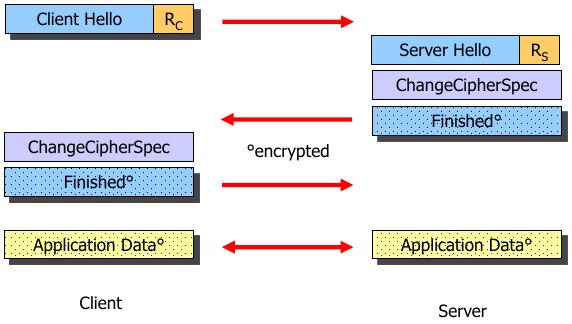 Client Hello R_C
Server Hello R_S
ChangeCipherSpec
Finished°
ChangeCipherSpec
°encrypted
Finished°
Application Data°
Application Data°
Client
Server